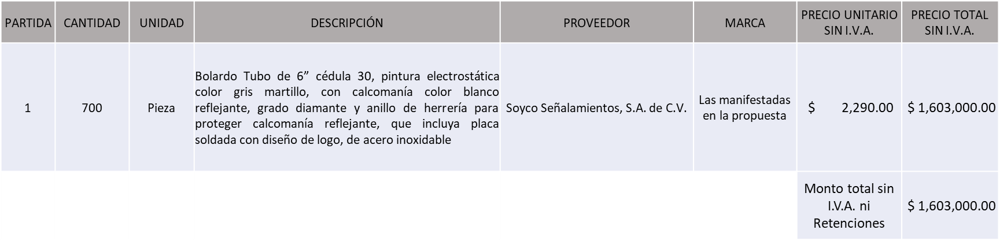 PARTIDA
CANTIDAD
UNIDAD
DESCRIPCIÓN
PROVEEDOR
MARCA
PRECIO UNITARIO
SIN I.V.A.
PRECIO TOTAL
SIN I.V.A.
1
700
Pieza
Bolardo Tubo de 6” cédula 30, pintura electrostática
color gris martillo, con calcomanía color blanco
reflejante, grado diamante y anillo de herrería para
proteger calcomanía reflejante, que incluya placa
soldada con diseño de logo, de acero inoxidable
Soyco Señalamientos, S.A. de C.V.
Las manifestadas
en la propuesta
$ 2,290.00
$ 1,603,000.00
Monto total sin
I.V.A. ni
Retenciones
$ 1,603,000.00